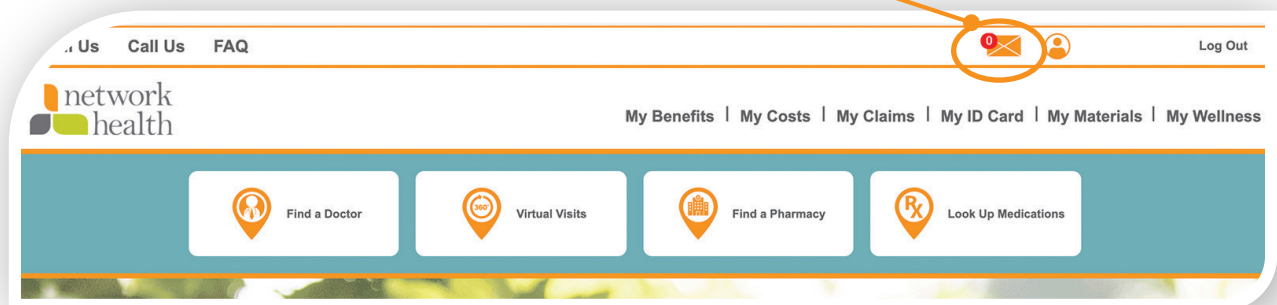 Us Call Us FAQ 0 Log Out
network
health
My Benefits | My Costs | My Claims | My ID Card | My Materials | My Wellness
Find a Doctor 360° Virtual Visits Find a Pharmacy Rx Look Up Medications